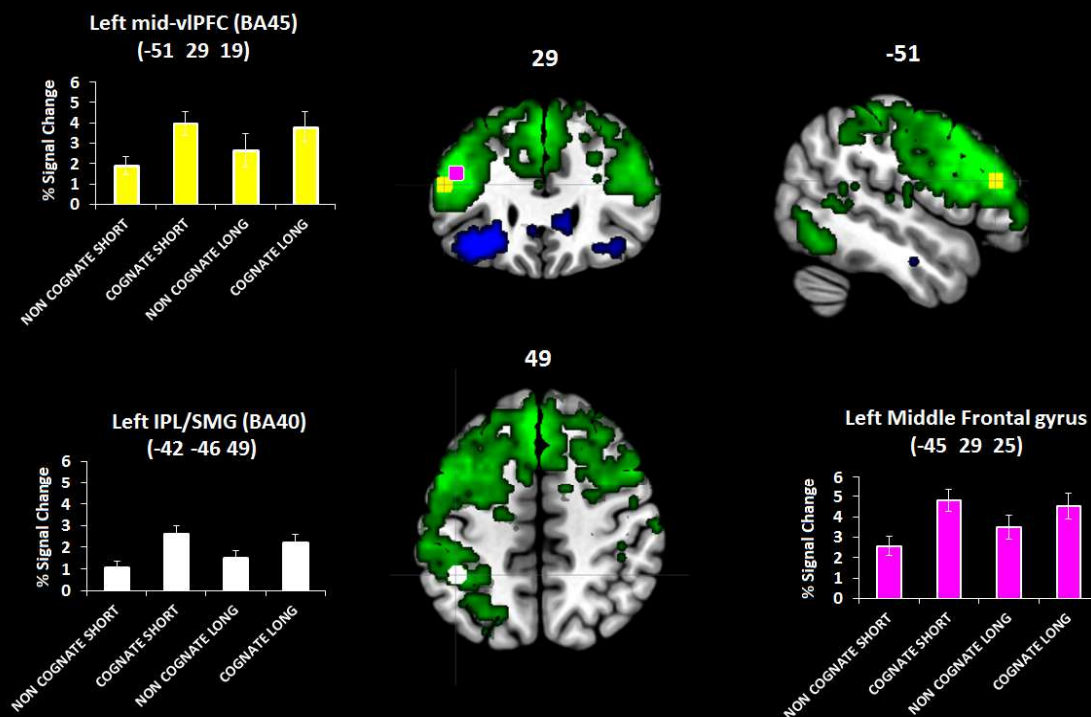 Left mid-vlPFC (BA45)
(-51 29 19)
% Signal Change
6
5
4
3
2
1
0
NON COGNATE SHORT
COGNATE SHORT
NON COGNATE LONG
COGNATE LONG
29
-51
49
Left IPL/SMG (BA40)
(-42 -46 49)
% Signal Change
6
5
4
3
2
1
0
NON COGNATE SHORT
COGNATE SHORT
NON COGNATE LONG
COGNATE LONG
Left Middle Frontal gyrus
(-45 29 25)
% Signal Change
6
5
4
3
2
1
0
NON COGNATE SHORT
COGNATE SHORT
NON COGNATE LONG
COGNATE LONG